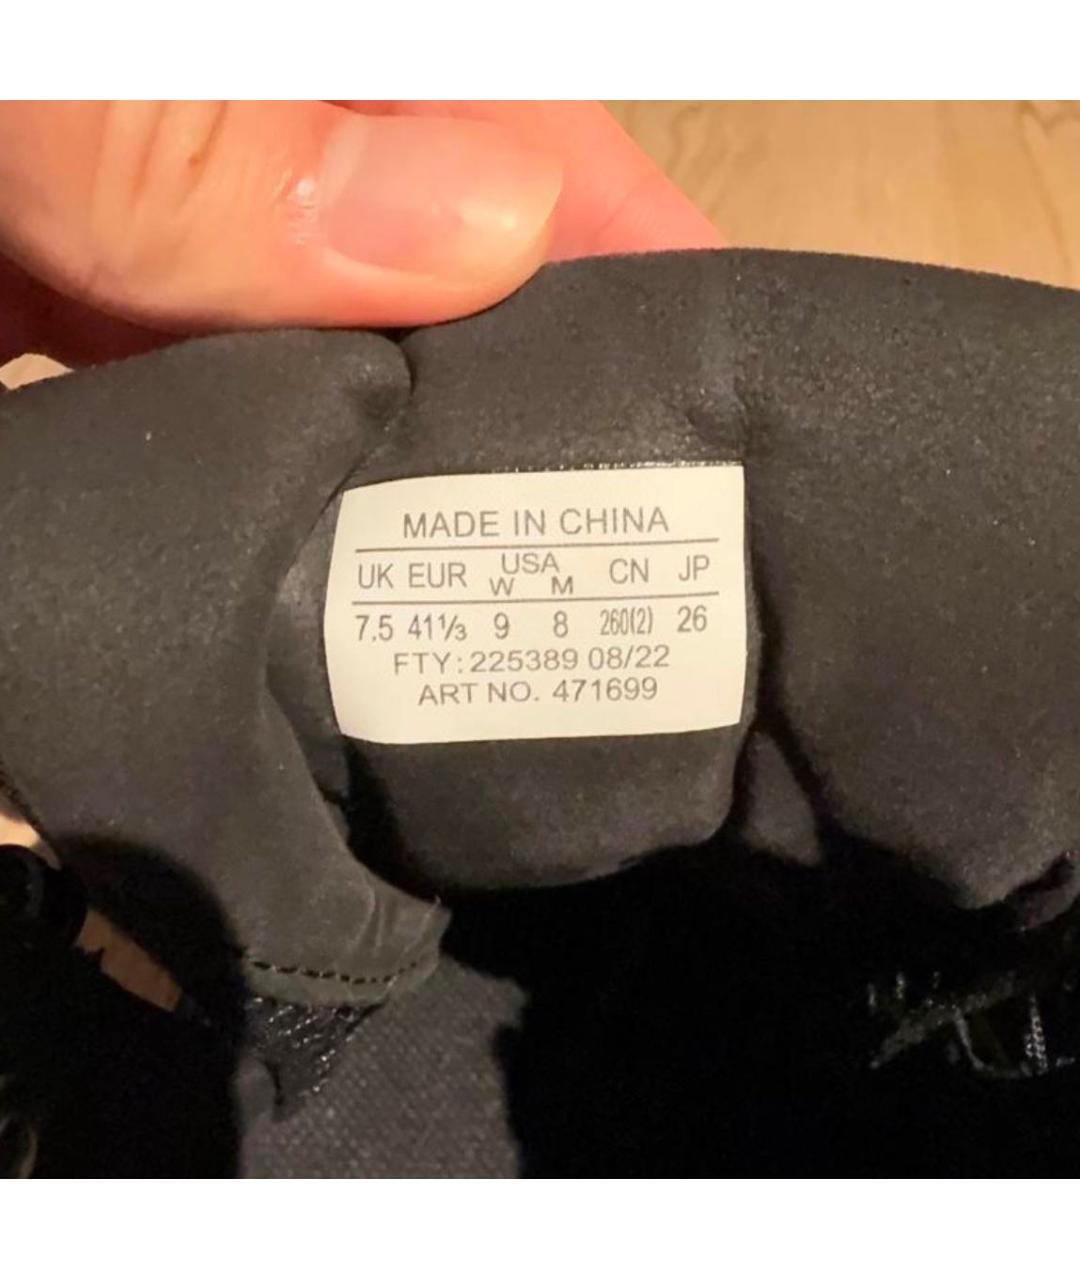 MADE IN CHINA
UK EUR USA CN JP
W M
7.5 41⅓ 9 8 260(2) 26
FTY: 225389 08/22
ART NO. 471699